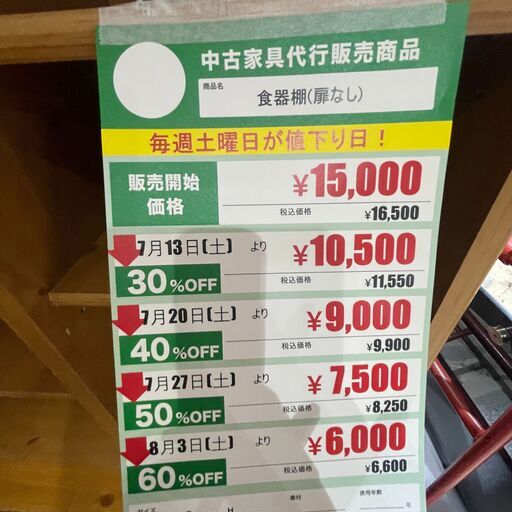 中古家具代行販売商品
商品名
食器棚(扉なし)
毎週土曜日が値下り日！
販売開始
価格
¥15,000
税込価格 ¥16,500
7月13日(土) より
30%OFF
¥10,500
税込価格 ¥11,550
7月20日(土) より
40%OFF
¥9,000
税込価格 ¥9,900
7月27日(土) より
50%OFF
¥7,500
税込価格 ¥8,250
8月3日(土) より
60%OFF
¥6,000
税込価格 ¥6,600
サイズ H 素材 使用年数
年